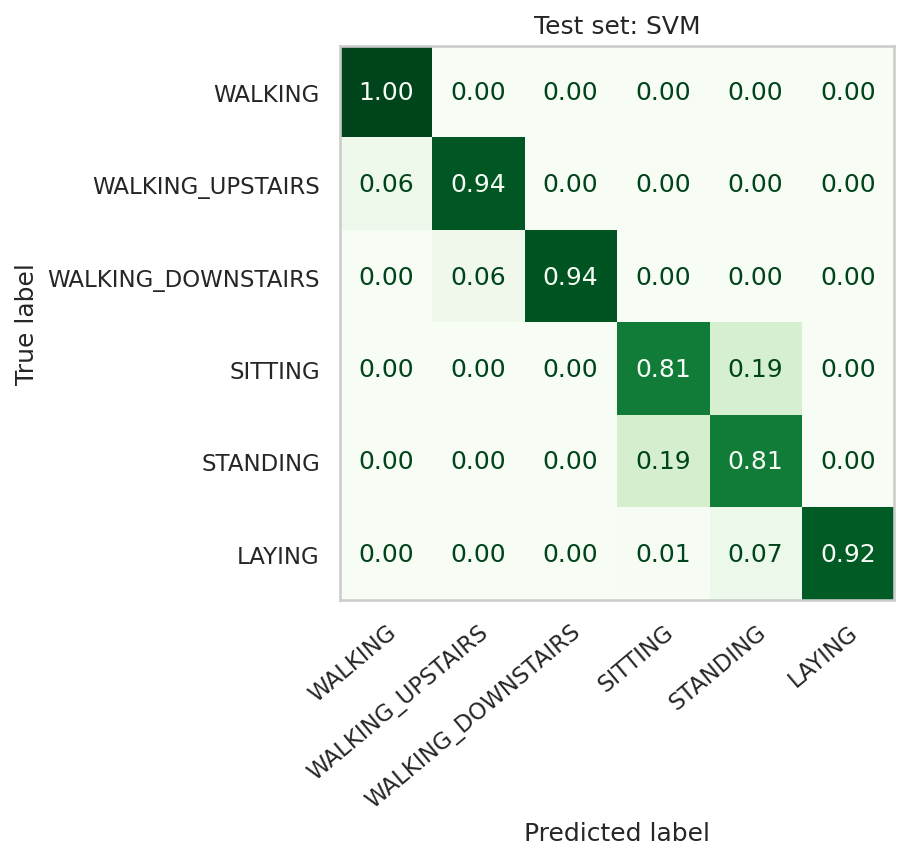 Test set: SVM
True label
WALKING 1.00 0.00 0.00 0.00 0.00 0.00
WALKING_UPSTAIRS 0.06 0.94 0.00 0.00 0.00 0.00
WALKING_DOWNSTAIRS 0.00 0.06 0.94 0.00 0.00 0.00
SITTING 0.00 0.00 0.00 0.81 0.19 0.00
STANDING 0.00 0.00 0.00 0.19 0.81 0.00
LAYING 0.00 0.00 0.00 0.01 0.07 0.92
WALKING
WALKING_UPSTAIRS
WALKING_DOWNSTAIRS
SITTING
STANDING
LAYING
Predicted label